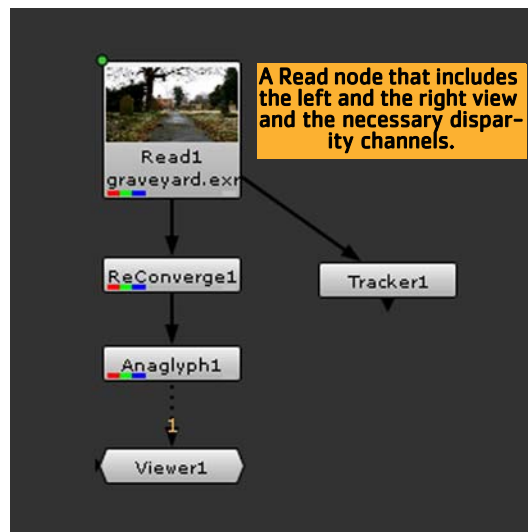 A Read node that includes
the left and the right view
and the necessary dispar-
ity channels.
Read1
graveyard.exr
ReConverge1
Tracker1
Anaglyph1
1
Viewer1